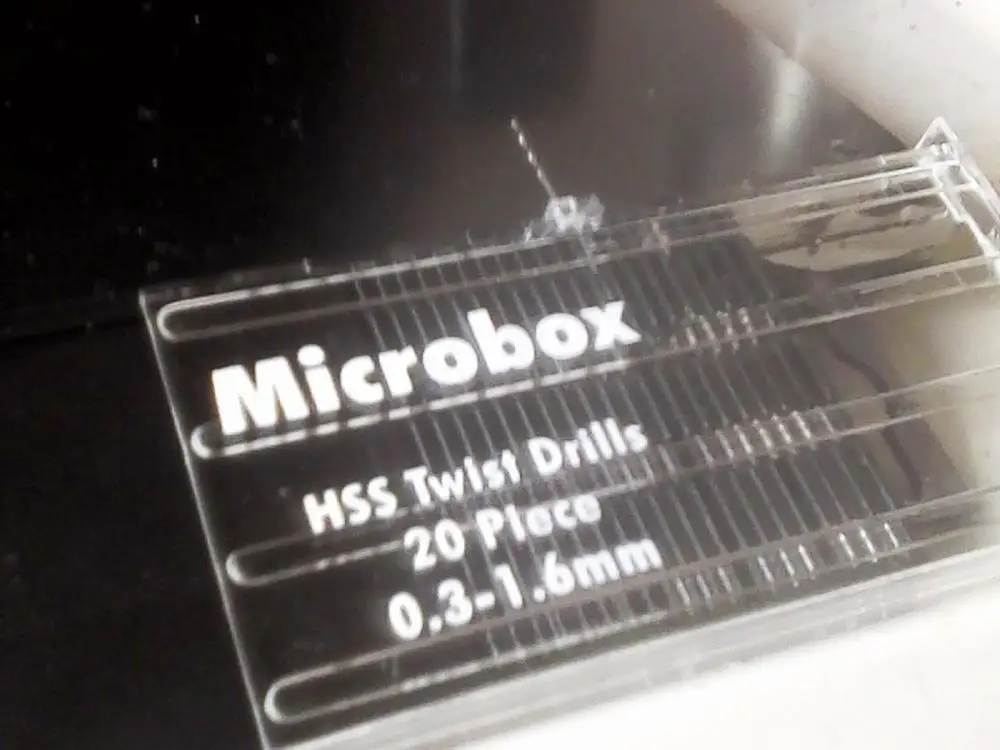 Microbox
HSS Twist Drills
20 Piece
0.3-1.6mm